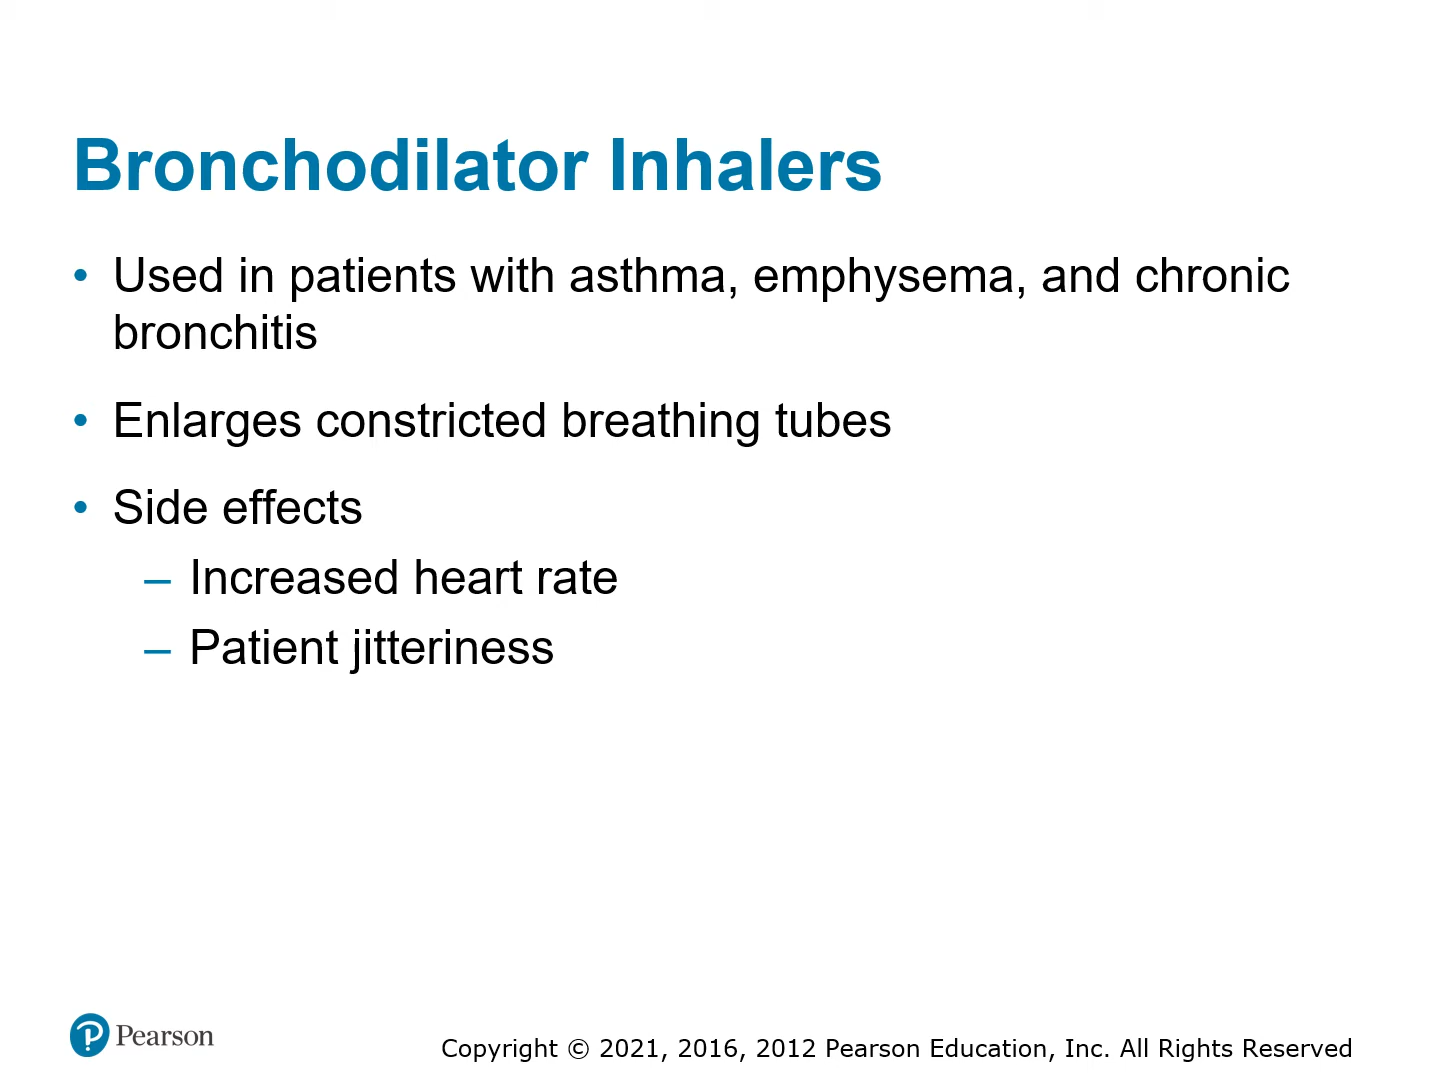 Bronchodilator Inhalers
• Used in patients with asthma, emphysema, and chronic
bronchitis
• Enlarges constricted breathing tubes
• Side effects
– Increased heart rate
– Patient jitteriness
Pearson
Copyright © 2021, 2016, 2012 Pearson Education, Inc. All Rights Reserved